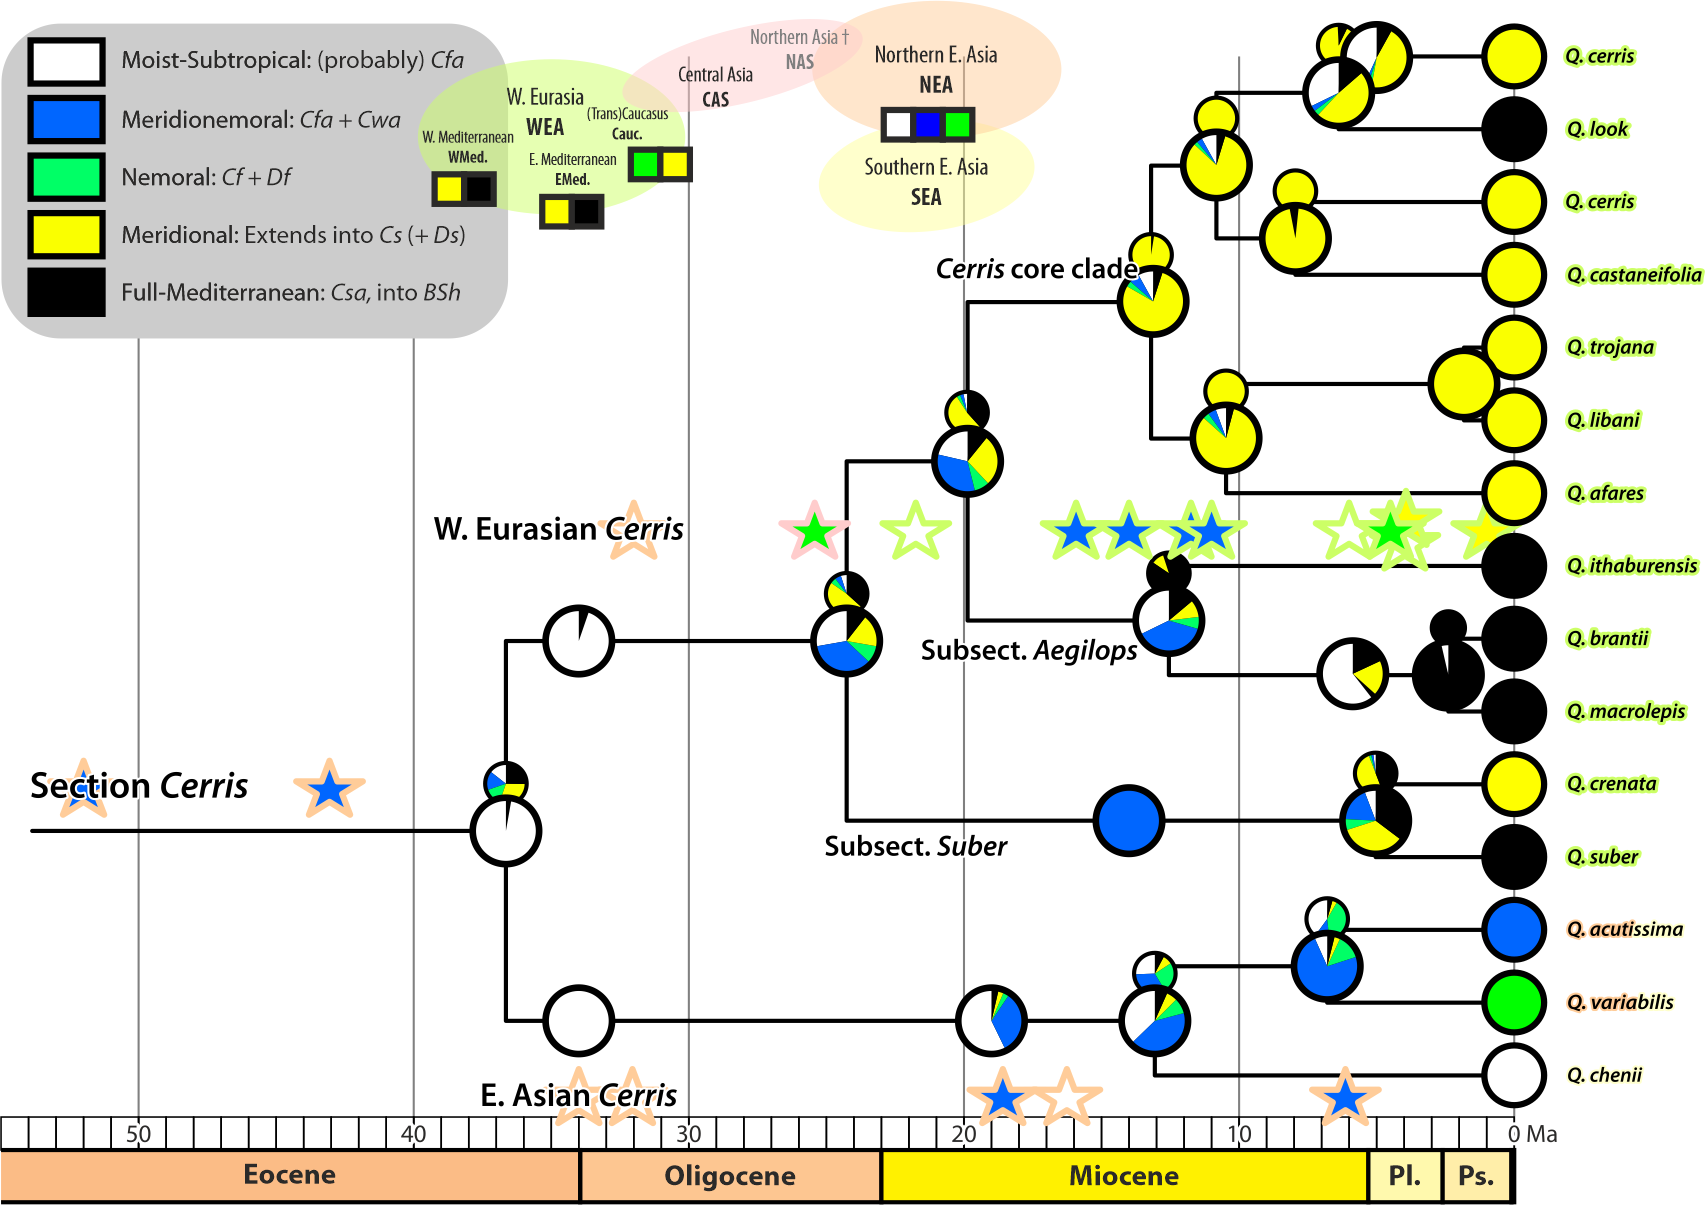 Moist-Subtropical: (probably) Cfa
Meridionemoral: Cfa + Cwa
Nemoral: Cf + Df
Meridional: Extends into Cs (+ Ds)
Full-Mediterranean: Csa, into BSh
W. Eurasia
WEA
W. Mediterranean
WMed.
E. Mediterranean
EMed.
(Trans)Caucasus
Cauc.
Northern Asia †
NAS
Central Asia
CAS
Northern E. Asia
NEA
Southern E. Asia
SEA
Cerris core clade
W. Eurasian Cerris
Subsect. Aegilops
Section Cerris
Subsect. Suber
E. Asian Cerris
Q. cerris
Q. look
Q. cerris
Q. castaneifolia
Q. trojana
Q. libani
Q. afares
Q. ithaburensis
Q. brantii
Q. macrolepis
Q. crenata
Q. suber
Q. acutissima
Q. variabilis
Q. chenii
50 40 30 20 10 0 Ma
Eocene Oligocene Miocene Pl. Ps.